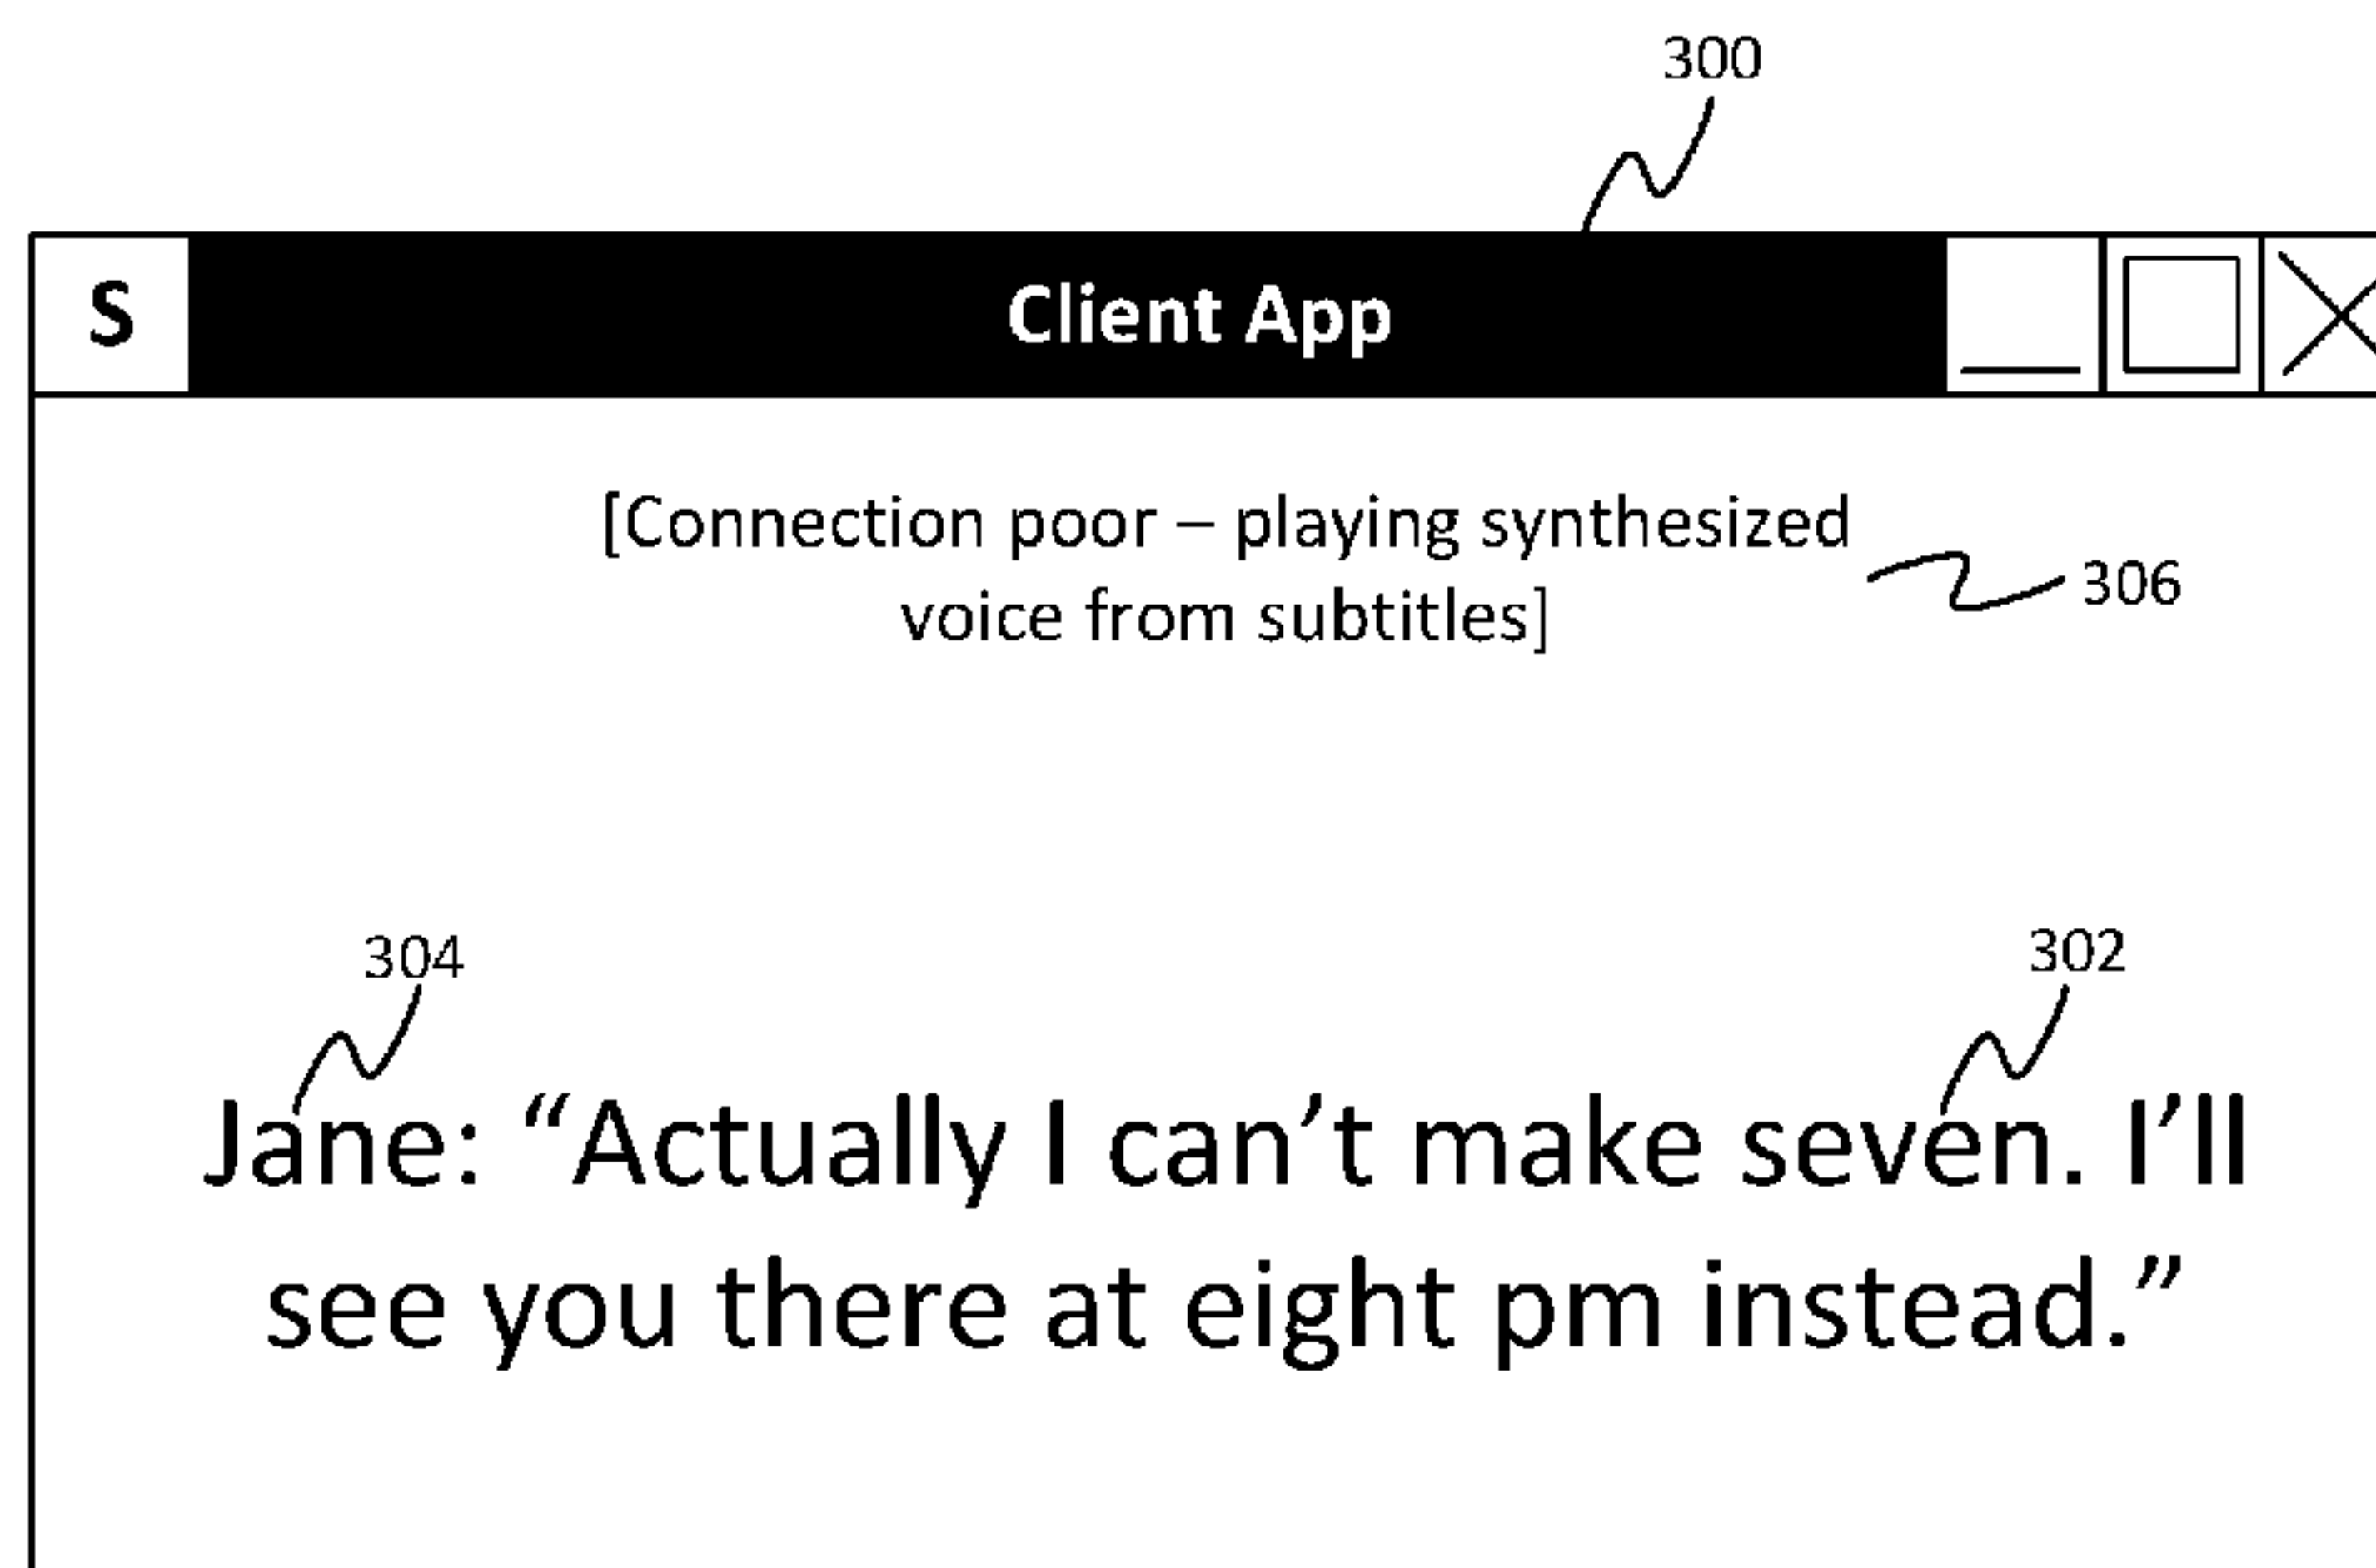 300
S Client App
[Connection poor – playing synthesized
voice from subtitles]
306
304
302
Jane: “Actually I can’t make seven. I’ll
see you there at eight pm instead.”